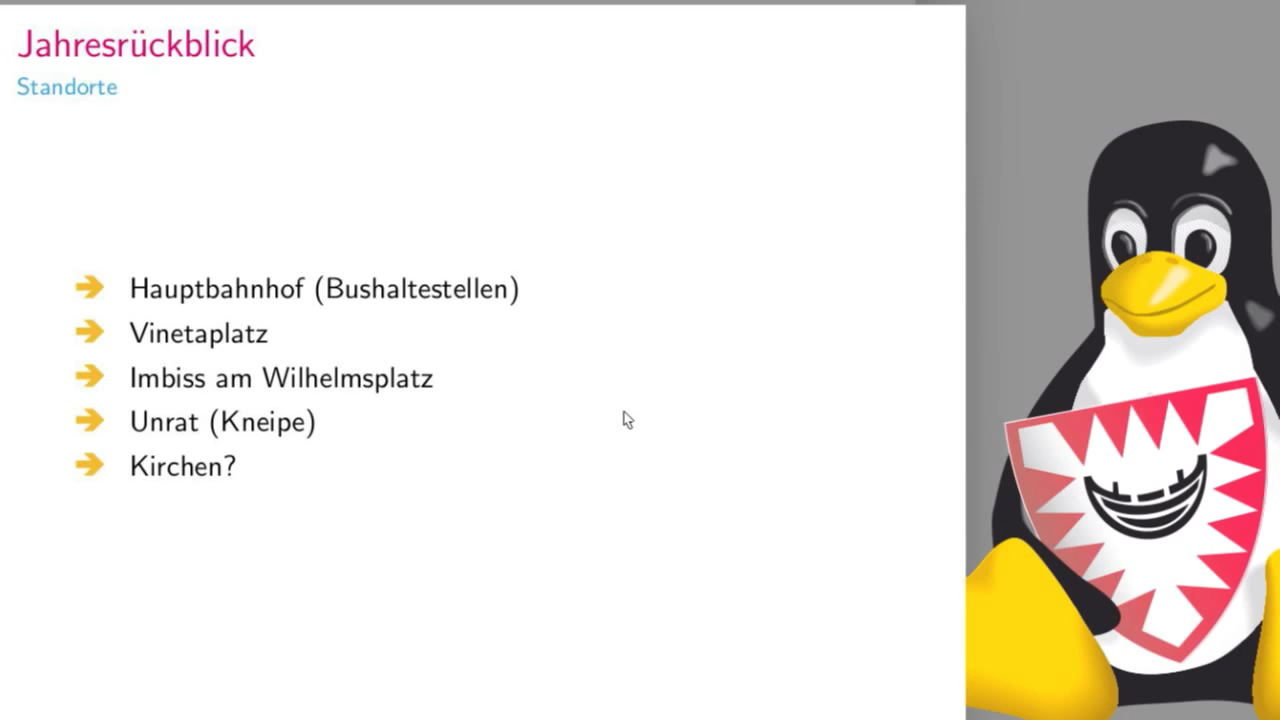 Jahresrückblick
Standorte
Hauptbahnhof (Bushaltestellen)
Vinetaplatz
Imbiss am Wilhelmsplatz
Unrat (Kneipe)
Kirchen?